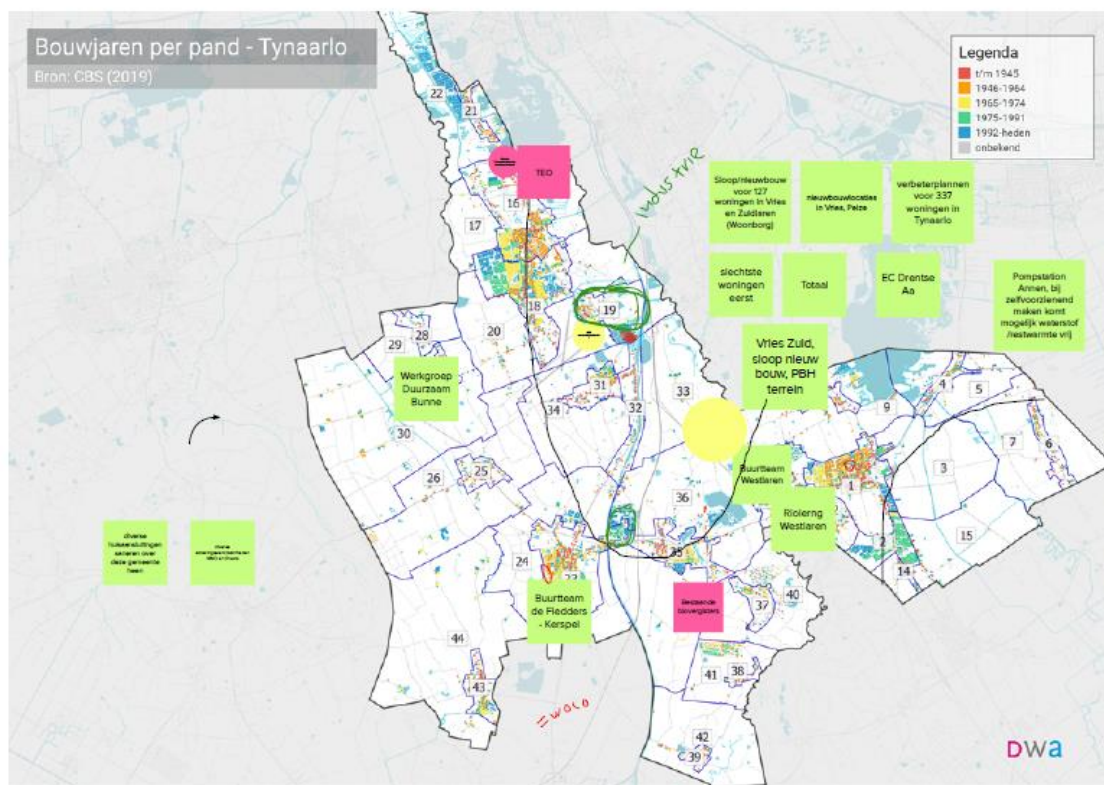 Bouwjaren per pand - Tynaarlo
Bron: CBS (2019)
Legenda
t/m 1945
1946-1964
1965-1974
1975-1991
1992-heden
onbekend
22
21
TEO
industrie
16
17
Sloop/nieuwbouw
voor 127
woningen in Vries
en Zuidlaren
(Woonborg)
nieuwbouwlocaties
in Vries, Peize
verbeterplannen
voor 337
woningen in
Tynaarlo
slechtste
woningen
eerst
Totaal
EC Drentse
Aa
Pompstation
Annen, bij
zelfvoorzienend
maken komt
mogelijk waterstof
/restwarmte vrij
19
18
20
28
29
Werkgroep
Duurzaam
Bunne
31
34
32
33
Vries Zuid,
sloop nieuw
bouw, PBH
terrein
4
5
9
7
6
3
1
30
26
25
36
Buurtteam
Westlaren
Riolerng
Westlaren
2
15
14
diverse
huisaansluitingen
saneren over
deze gemeente
heen
24
23
35
Buurtteam
de Fledders
- Kerspel
Bestaande
biovergisters
37
40
44
43
41
38
= WOCO
42
39
DWA